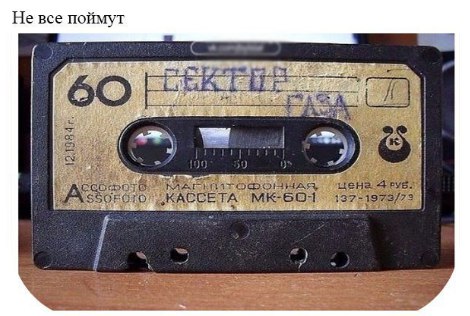 Не все поймут
60
СЕКТОР
ГАЗА
Л
12.1984г.
К
100 50 0
АССОФОТО
ASSOFOTO
МАГНИТОФОННАЯ
КАССЕТА МК-60-1
ЦЕНА 4 РУБ.
137-1973/79